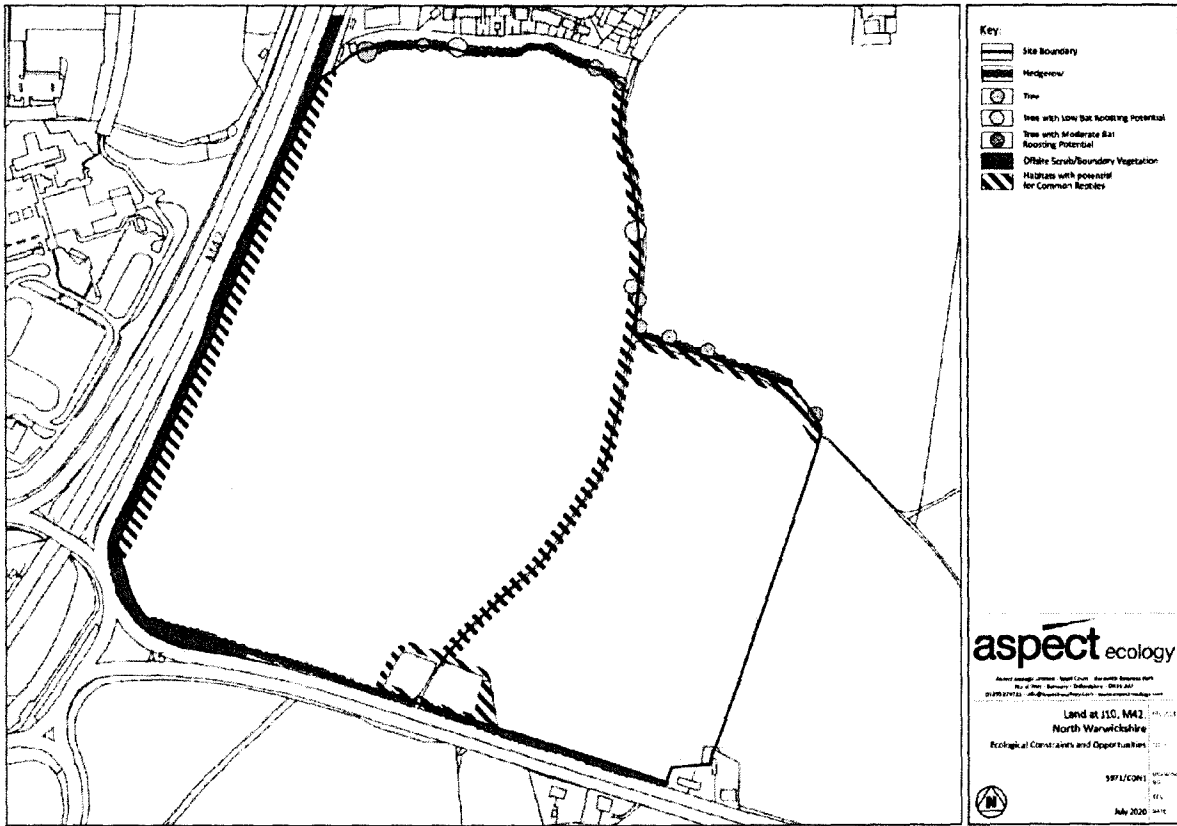 M42
A5
Key:
Site Boundary
Hedgerow
Tree
Tree with Low Bat Roosting Potential
Tree with Moderate Bat
Roosting Potential
Offsite Scrub/Boundary Vegetation
Habitats with potential
for Common Reptiles
aspect ecology
Land at J10, M42,
North Warwickshire
Ecological Constraints and Opportunities
5971/CON1
N
July 2020